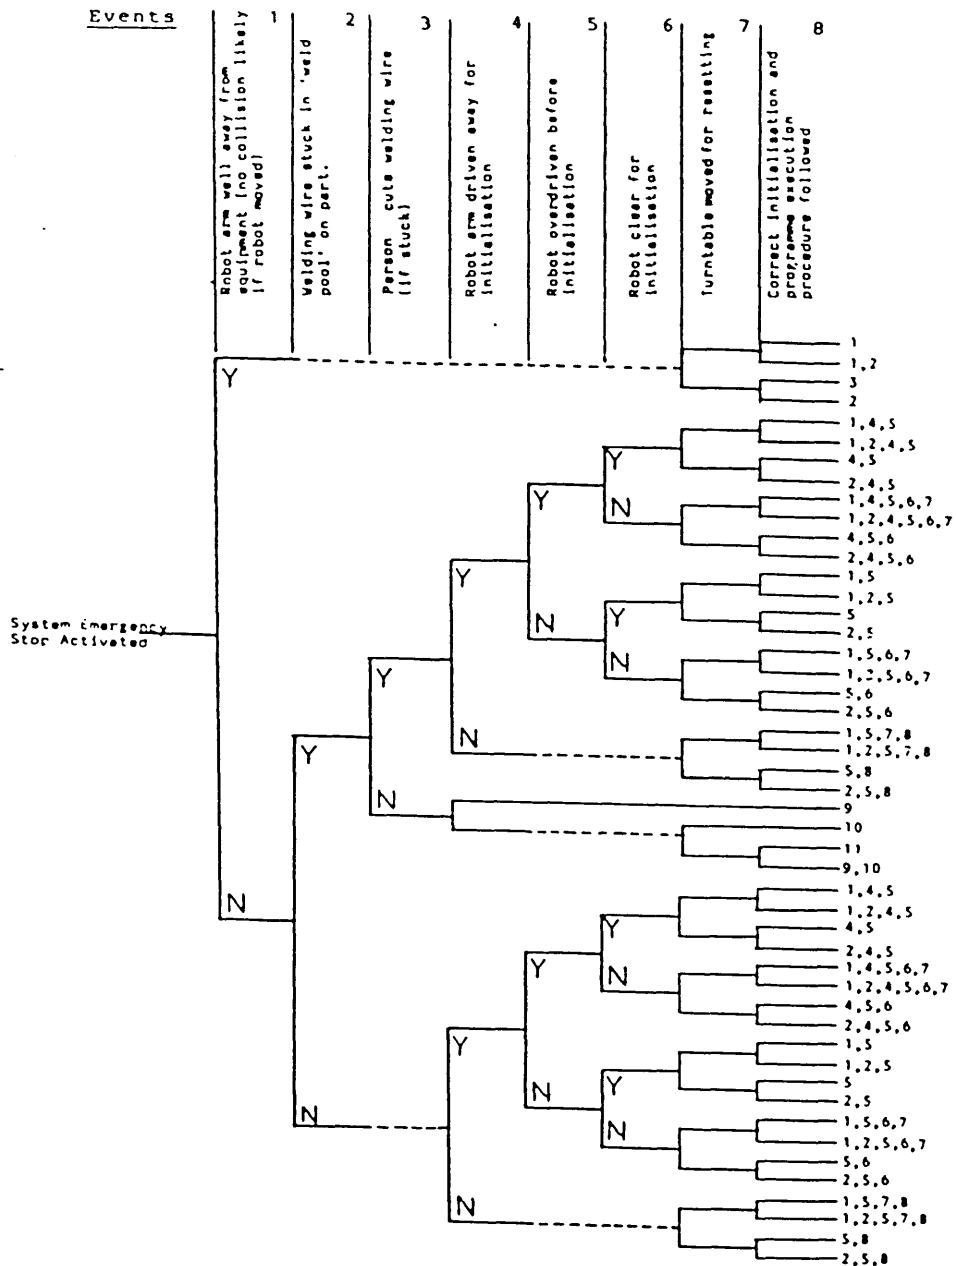 Events
1
2
3
4
5
6
7
8
Robot arm well away from
equipment (no collision likely
if robot moved)
Welding wire stuck in 'weld
pool' on part.
Person cuts welding wire
(if stuck)
Robot arm driven away for
initialisation
Robot overdriven before
initialisation
Robot clear for
initialisation
Turntable moved for resetting
Correct initialisation and
programme execution
procedure followed
System Emergency
Stop Activated
Y
1
1,2
3
2
1,4,5
1,2,4,5
Y
4,5
2,4,5
Y
N
1,4,5,6,7
1,2,4,5,6,7
4,5,6
2,4,5,6
Y
1,5
1,2,5
N
Y
5
2,5
N
1,5,6,7
1,2,5,6,7
Y
5,6
2,5,6
N
1,5,7,8
1,2,5,7,8
Y
5,8
2,5,8
N
9
10
11
9,10
N
1,4,5
1,2,4,5
Y
4,5
2,4,5
Y
N
1,4,5,6,7
1,2,4,5,6,7
4,5,6
2,4,5,6
Y
1,5
1,2,5
N
Y
5
2,5
N
N
1,5,6,7
1,2,5,6,7
5,6
2,5,6
N
1,5,7,8
1,2,5,7,8
5,8
2,5,8